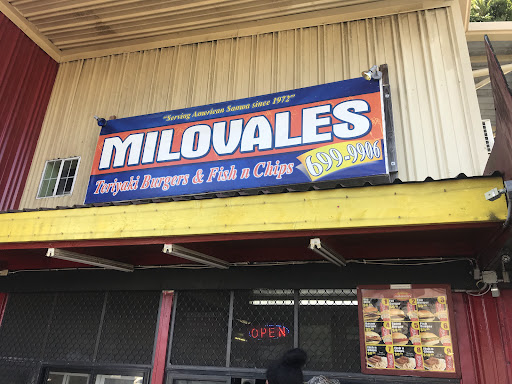 "Serving American Samoa since 1972"
MILOVALES
Teriyaki Burgers & Fish n Chips
699-9906
OPEN